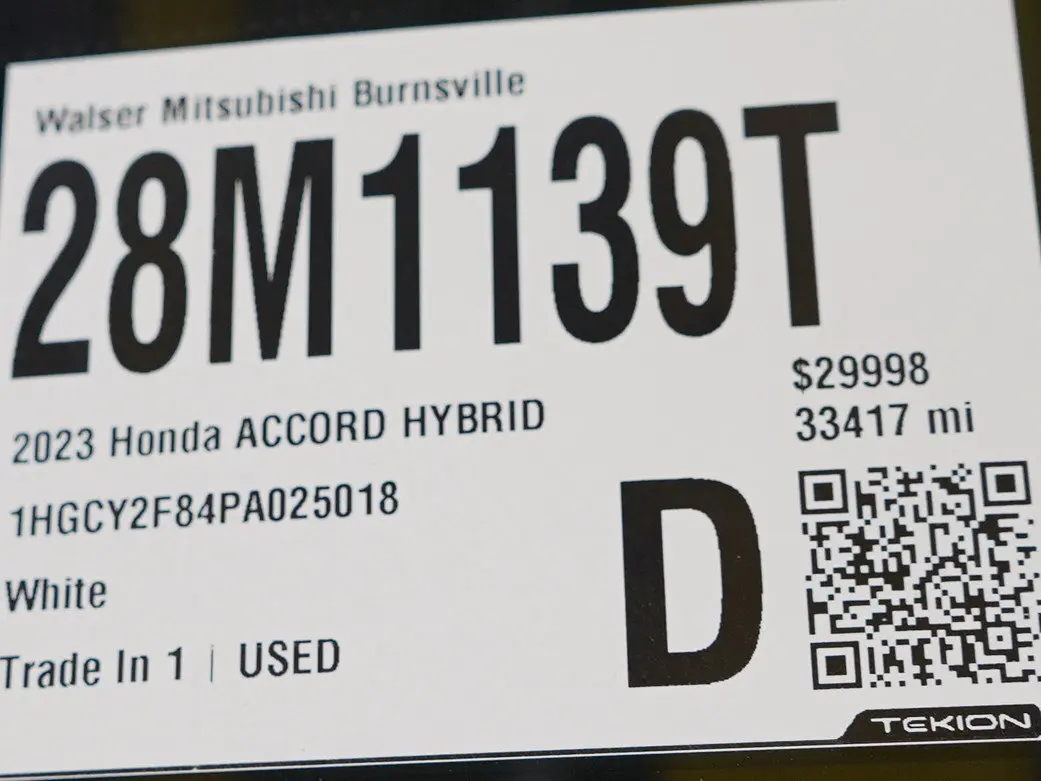 Walser Mitsubishi Burnsville
28M1139T
$29998
33417 mi
2023 Honda ACCORD HYBRID
1HGCY2F84PA025018
D
White
Trade In 1 | USED
TEKION